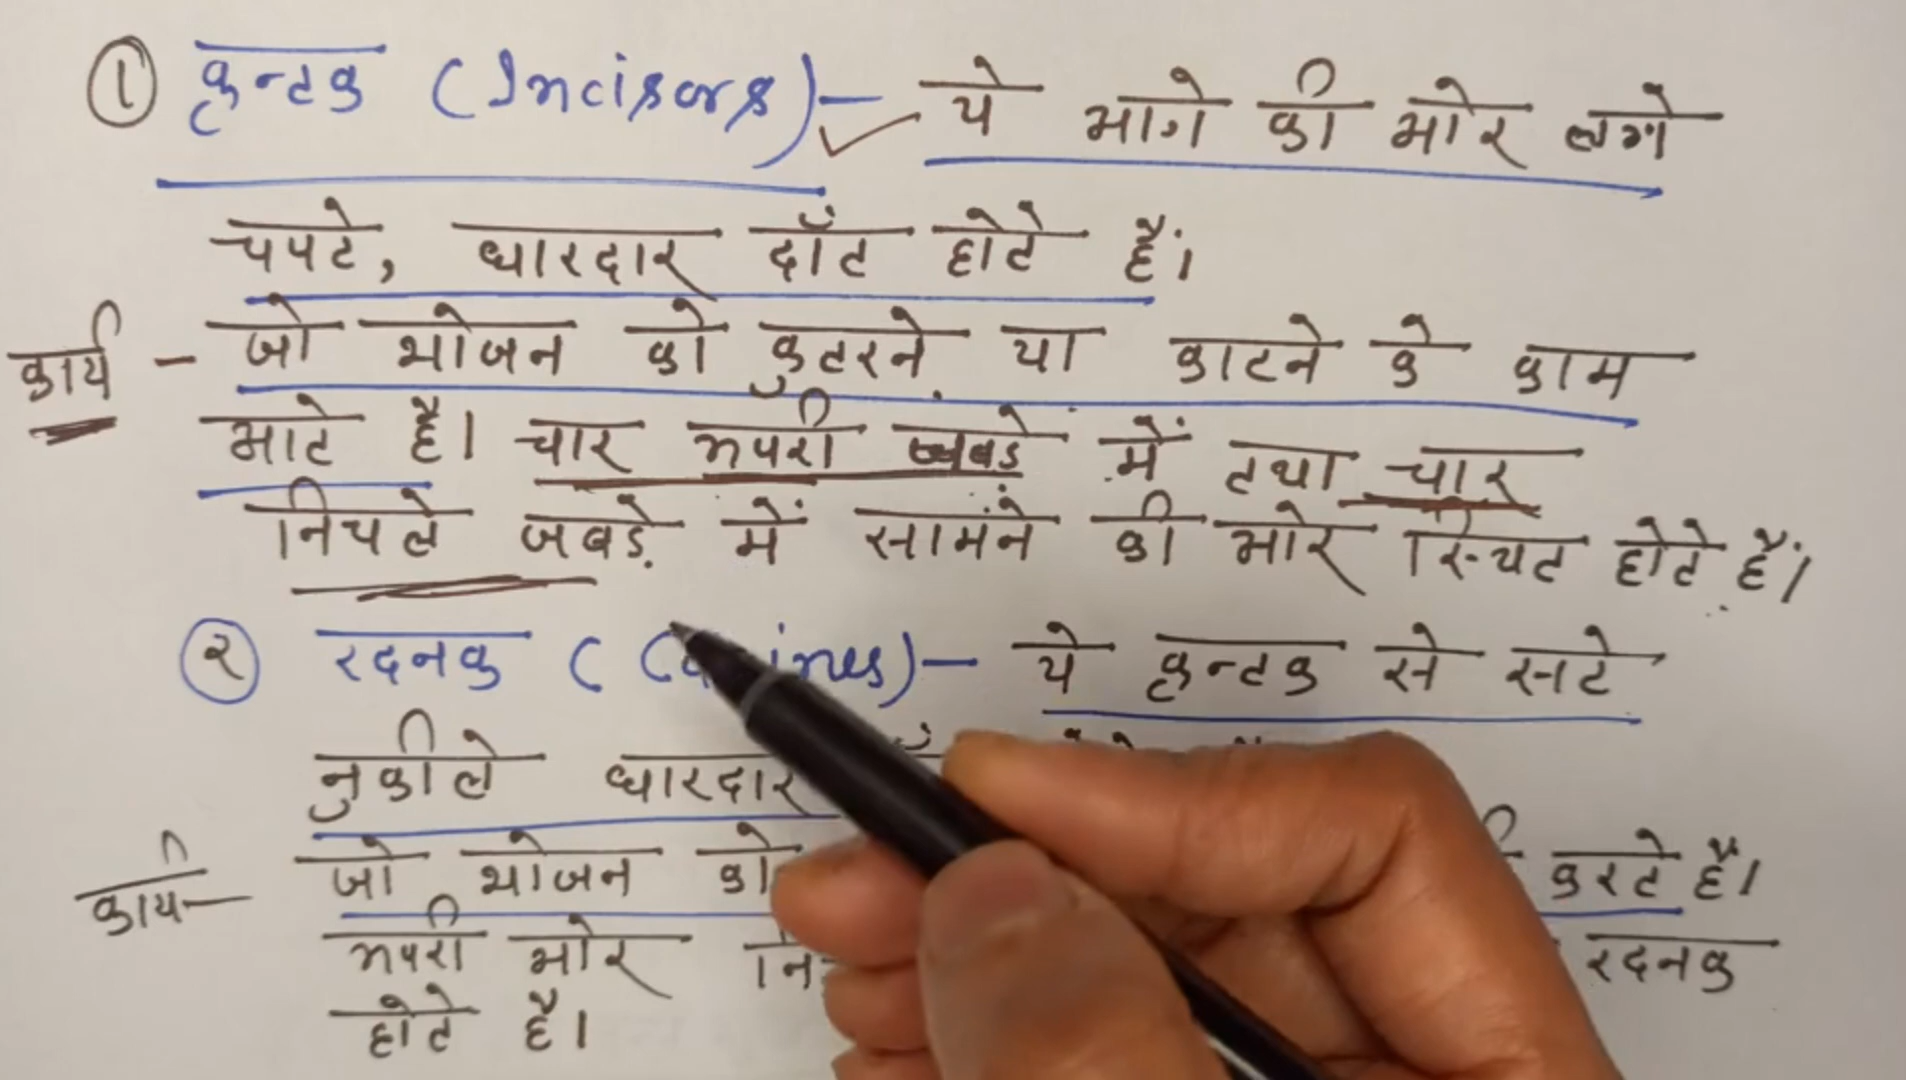 ① कृन्तक (Incisors) – ये आगे की ओर लगे
चपटे, धारदार दाँत होते हैं।
कार्य – जो भोजन को कुतरने या काटने के काम
आते है। चार ऊपरी जबड़े में तथा चार
निचले जबड़े में सामने की ओर स्थित होते हैं।
② रदनक ( – ये कृन्तक से सटे
नुकीले धारदार
कार्य – जो भोजन को करते हैं।
ऊपरी ओर रदनक
होते हैं।